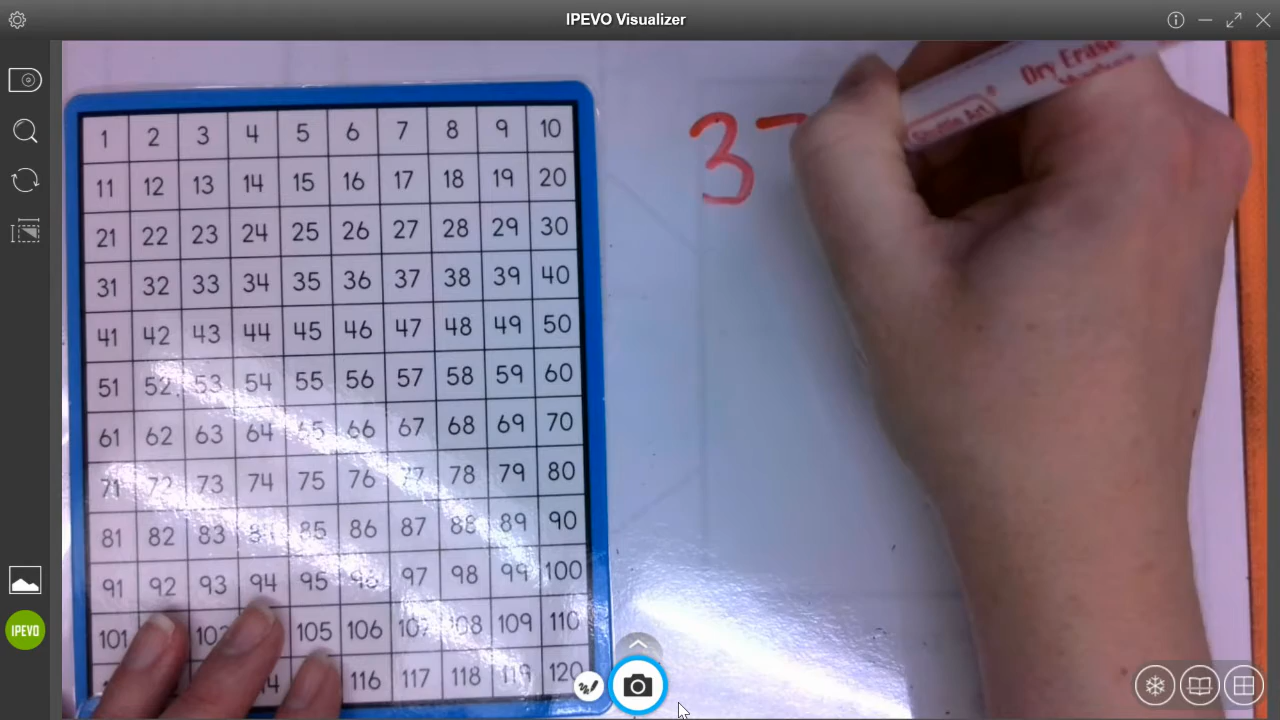 IPEVO Visualizer
1 2 3 4 5 6 7 8 9 10
11 12 13 14 15 16 17 18 19 20
21 22 23 24 25 26 27 28 29 30
31 32 33 34 35 36 37 38 39 40
41 42 43 44 45 46 47 48 49 50
51 52 53 54 55 56 57 58 59 60
61 62 63 64 65 66 67 68 69 70
71 72 73 74 75 76 77 78 79 80
81 82 83 84 85 86 87 88 89 90
91 92 93 94 95 96 97 98 99 100
101 105 106 107 108 109 110
116 117 118 119 120
3
Dry Erase
IPEVO